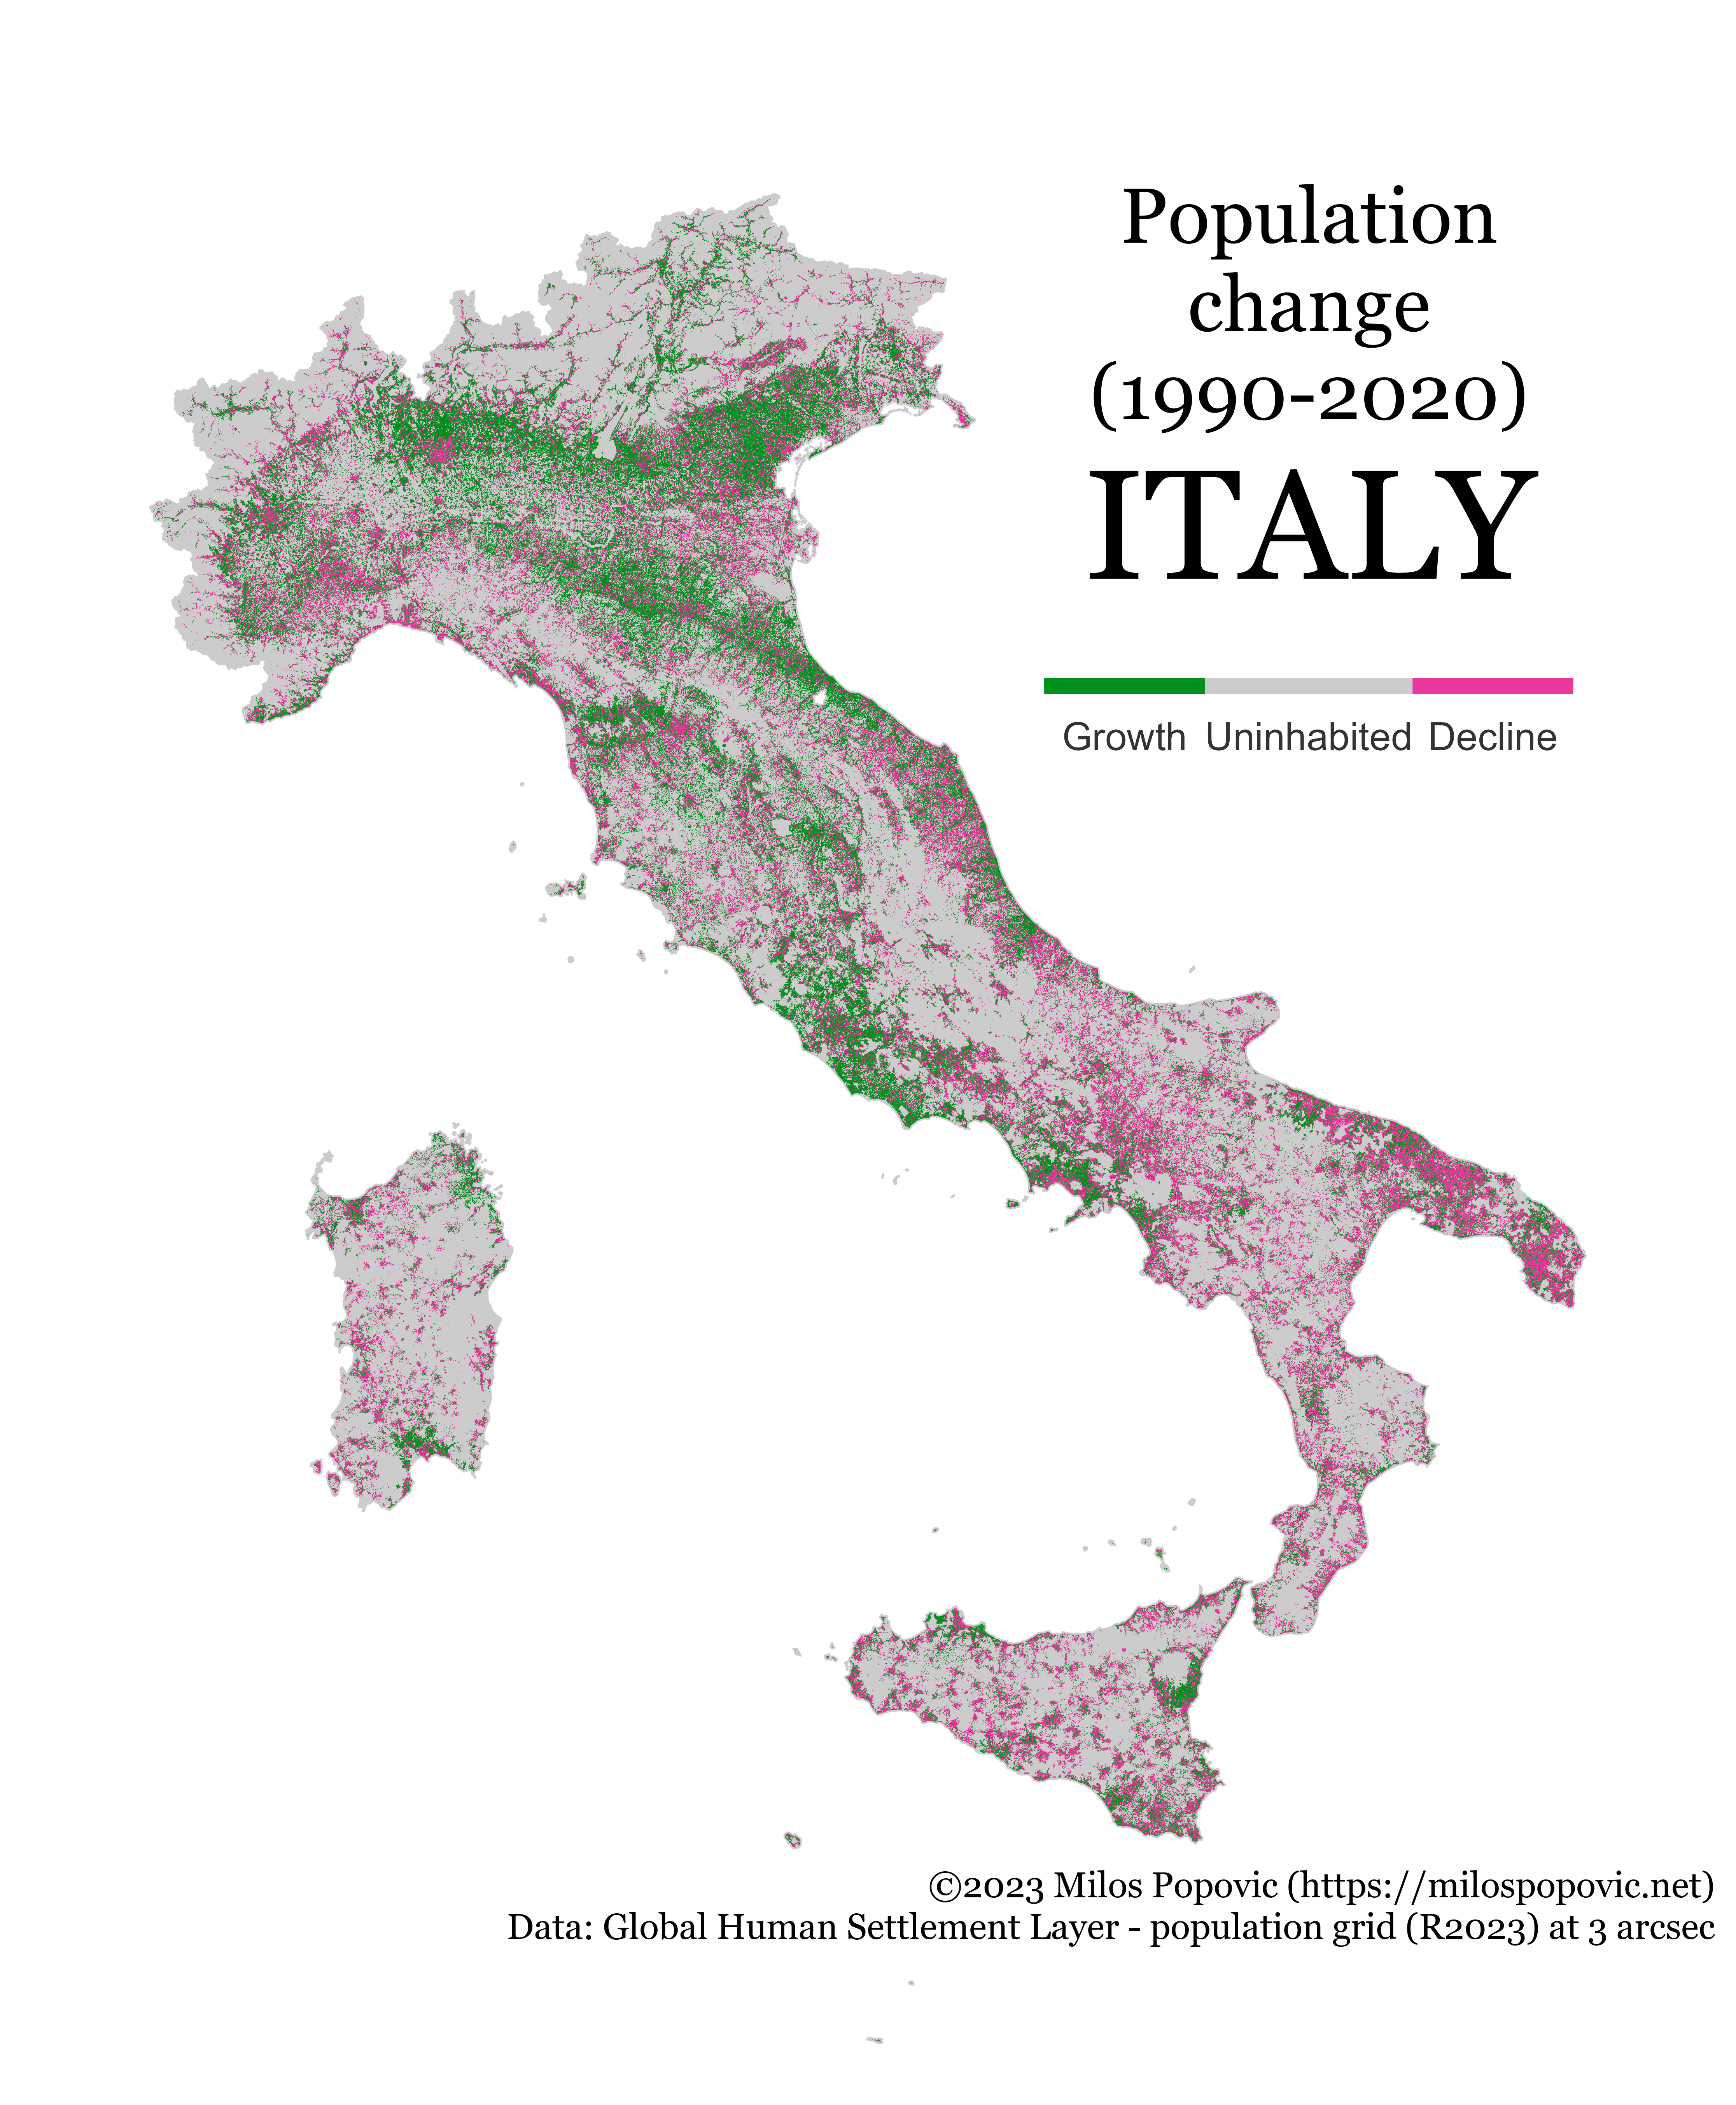 Population
change
(1990-2020)
ITALY
Growth Uninhabited Decline
©2023 Milos Popovic (https://milospopovic.net)
Data: Global Human Settlement Layer - population grid (R2023) at 3 arcsec